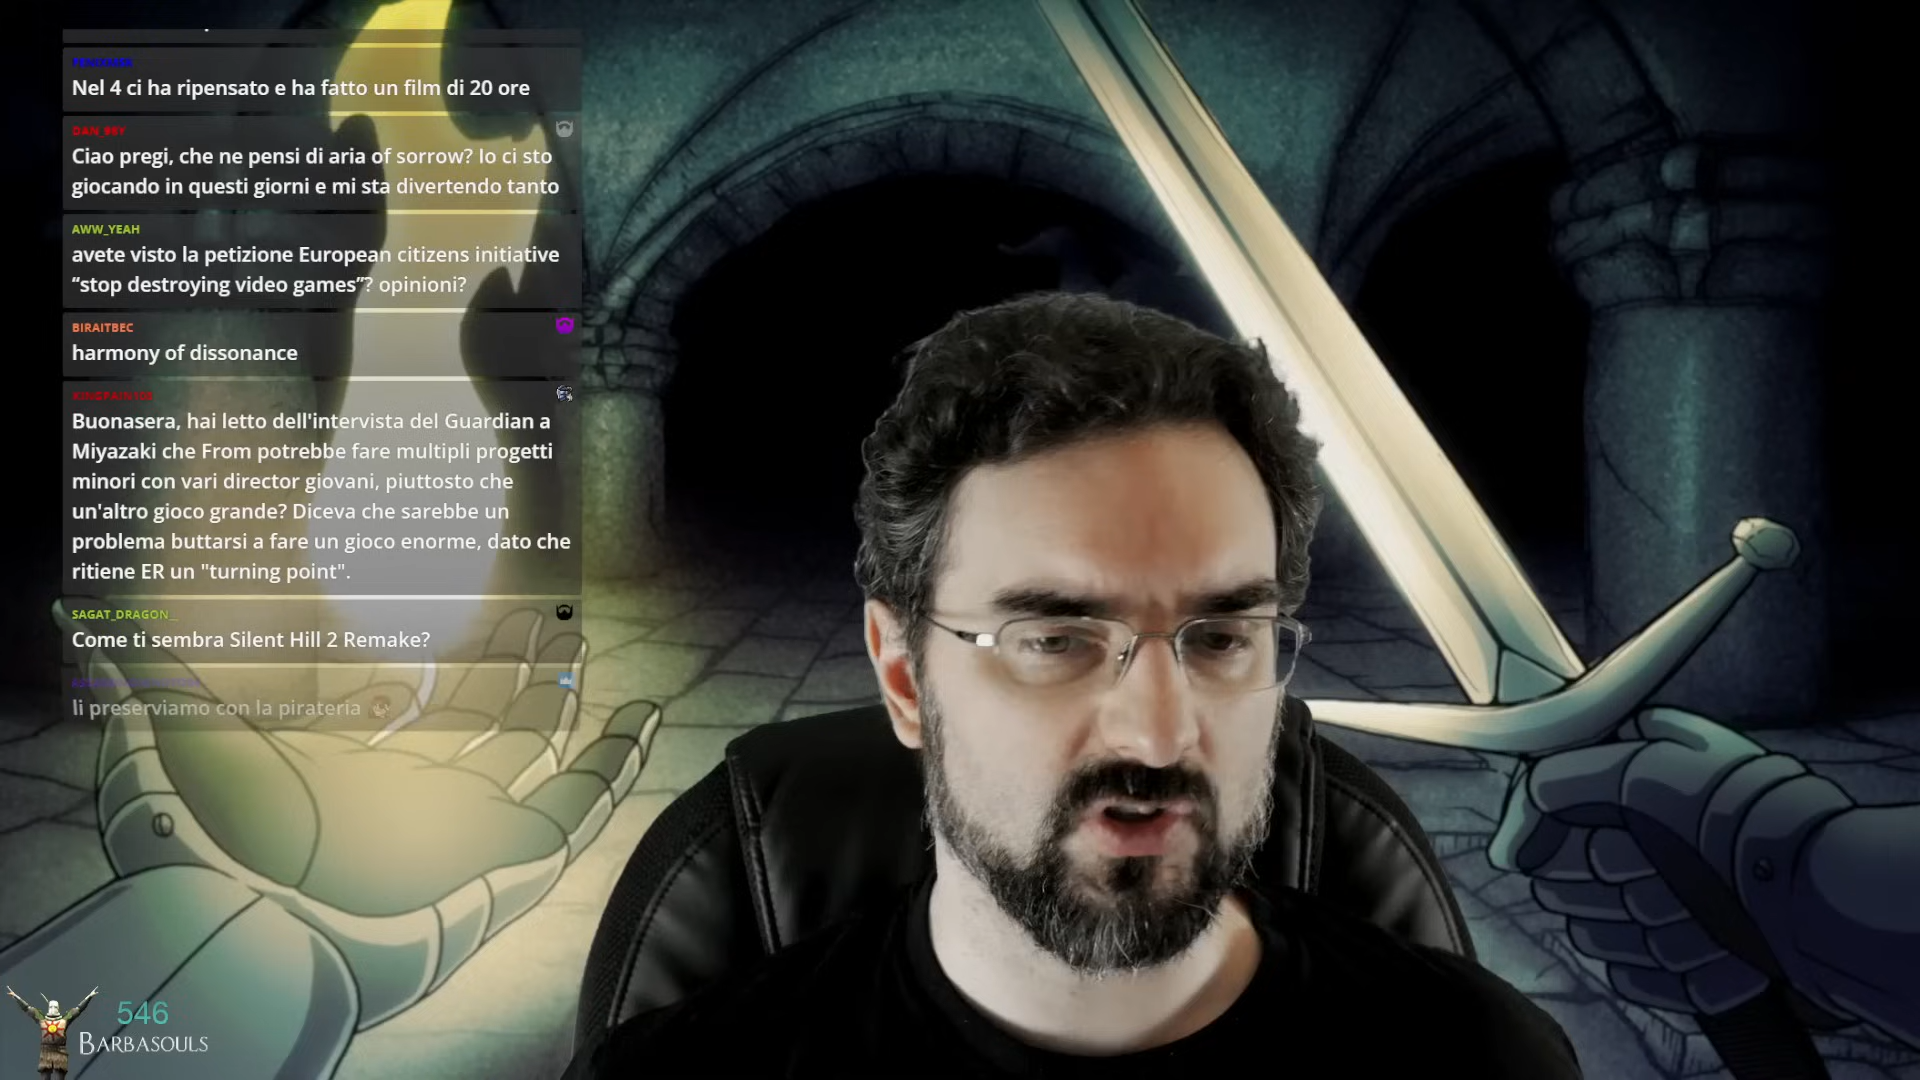 Nel 4 ci ha ripensato e ha fatto un film di 20 ore
Ciao pregi, che ne pensi di aria of sorrow? Io ci sto
giocando in questi giorni e mi sta divertendo tanto
AWW_YEAH
avete visto la petizione European citizens initiative
“stop destroying video games”? opinioni?
BIRAITBEC
harmony of dissonance
Buonasera, hai letto dell'intervista del Guardian a
Miyazaki che From potrebbe fare multipli progetti
minori con vari director giovani, piuttosto che
un'altro gioco grande? Diceva che sarebbe un
problema buttarsi a fare un gioco enorme, dato che
ritiene ER un "turning point".
SAGAT_DRAGON_
Come ti sembra Silent Hill 2 Remake?
li preserviamo con la pirateria
546
BARBASOULS